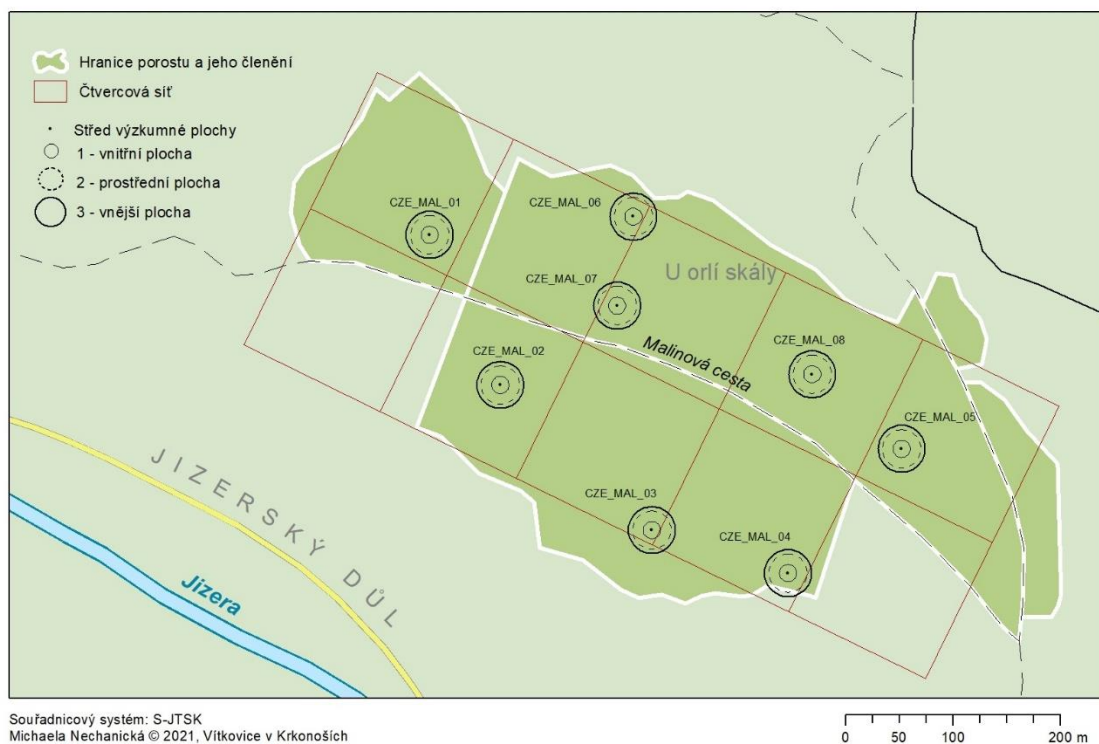 Hranice porostu a jeho členění
Čtvercová síť
Střed výzkumné plochy
1 - vnitřní plocha
2 - prostřední plocha
3 - vnější plocha
CZE_MAL_01
CZE_MAL_06
CZE_MAL_07
U orlí skály
CZE_MAL_02
Malinová cesta
CZE_MAL_08
CZE_MAL_05
CZE_MAL_03
CZE_MAL_04
JIZERSKÝ DŮL
Jizera
Souřadnicový systém: S-JTSK
Michaela Nechanická © 2021, Vítkovice v Krkonoších
0 50 100 200 m